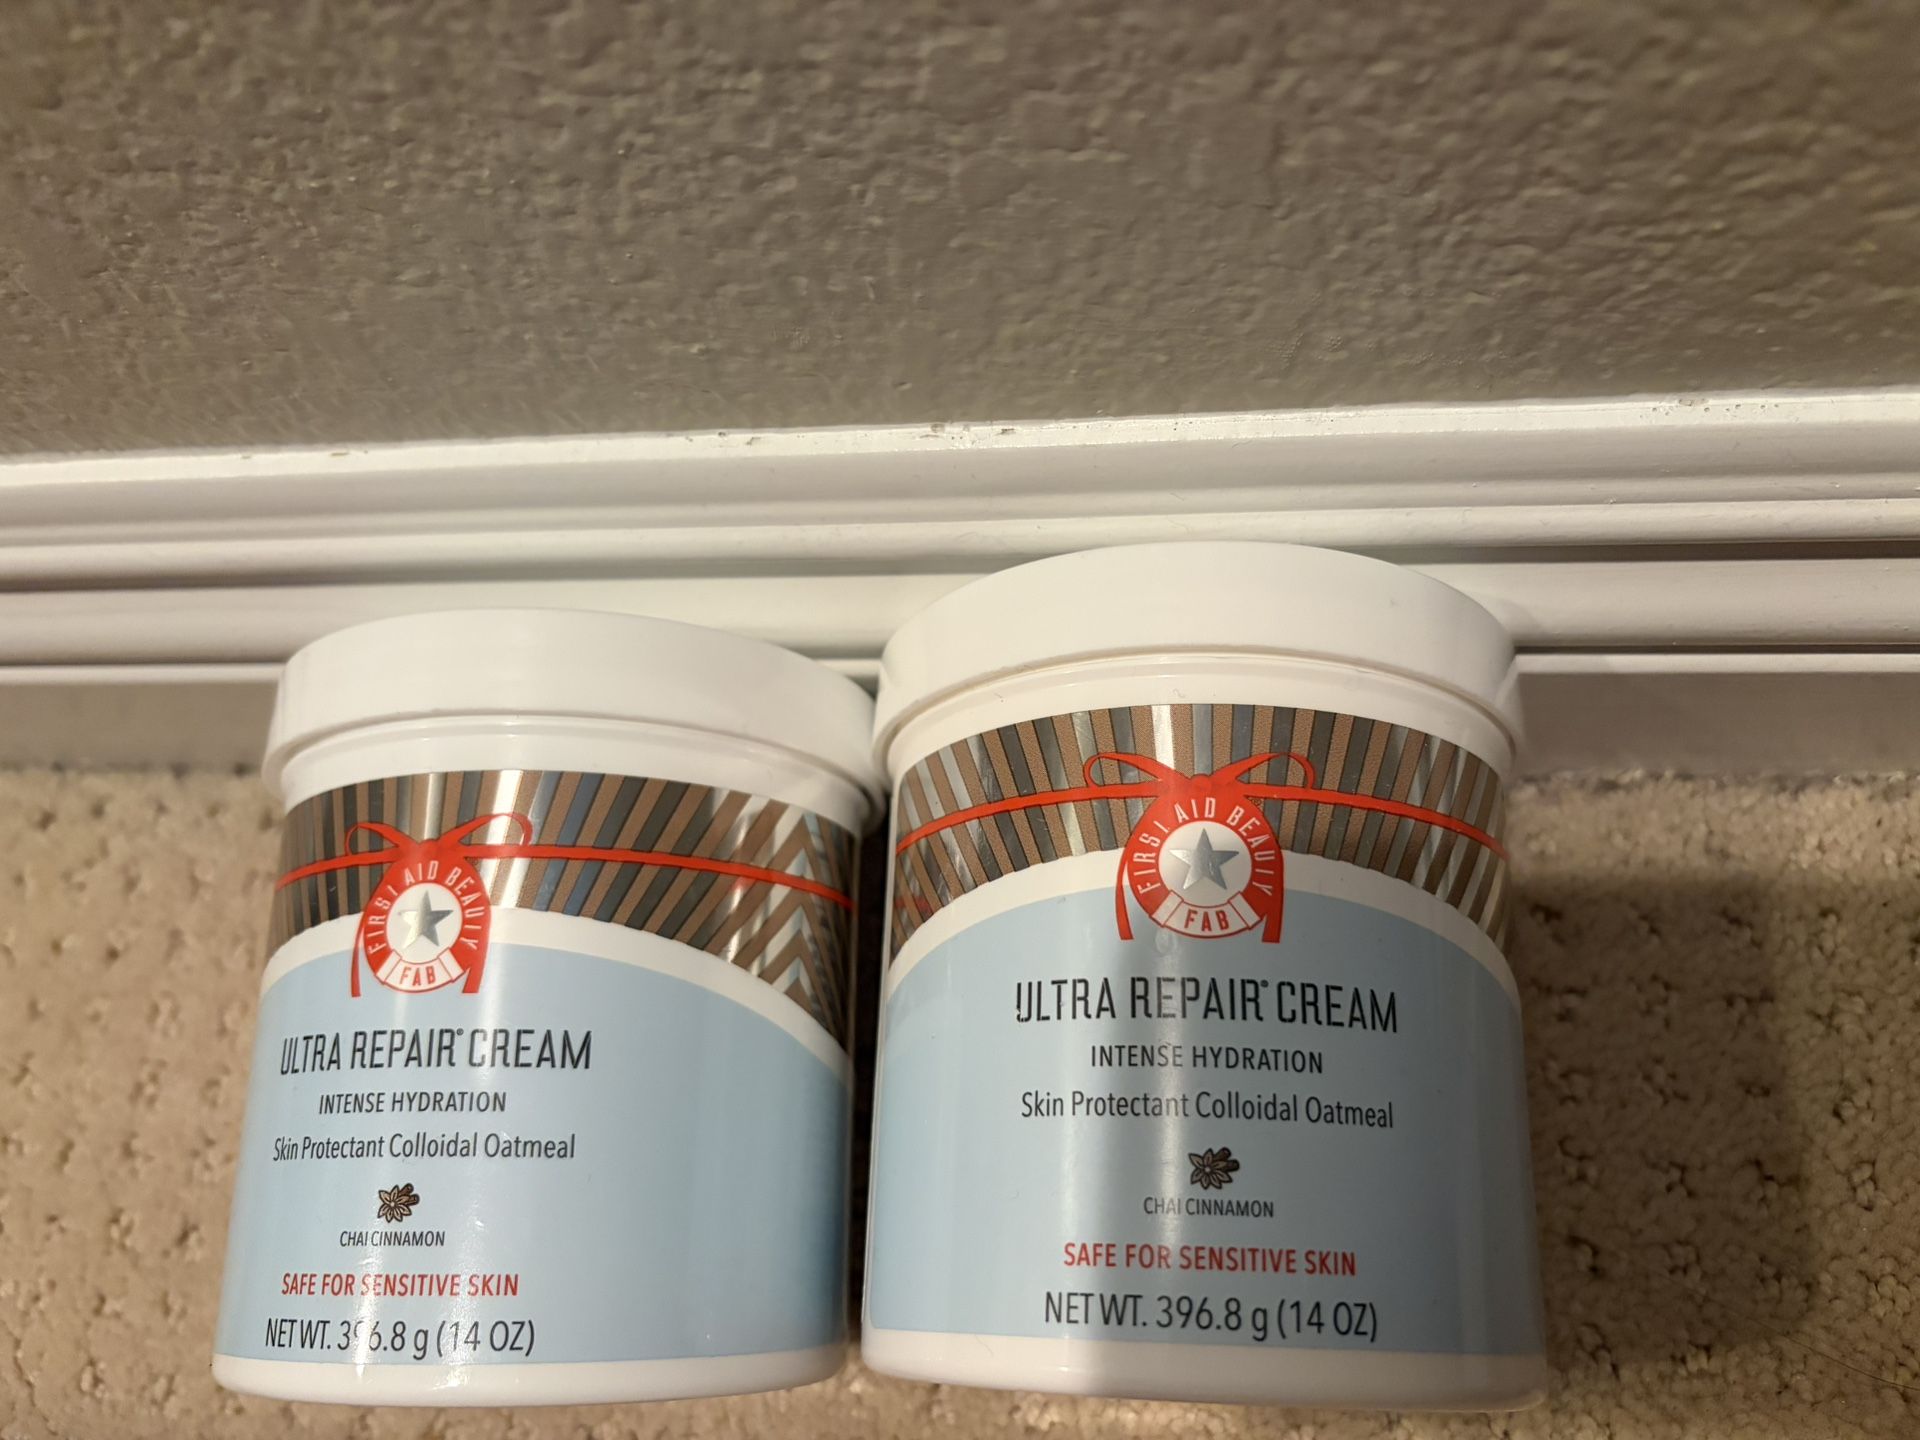 FIRST AID BEAUTY
FAB
ULTRA REPAIR® CREAM
INTENSE HYDRATION
Skin Protectant Colloidal Oatmeal
CHAI CINNAMON
SAFE FOR SENSITIVE SKIN
NET WT. 396.8 g (14 OZ)
FIRST AID BEAUTY
FAB
ULTRA REPAIR® CREAM
INTENSE HYDRATION
Skin Protectant Colloidal Oatmeal
CHAI CINNAMON
SAFE FOR SENSITIVE SKIN
NET WT. 396.8 g (14 OZ)